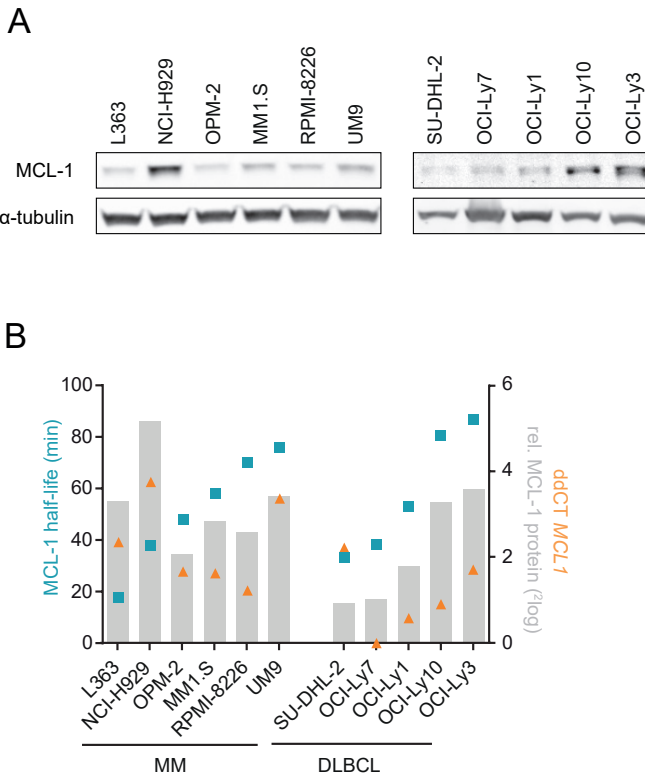 A
L363
NCI-H929
OPM-2
MM1.S
RPMI-8226
UM9
SU-DHL-2
OCI-Ly7
OCI-Ly1
OCI-Ly10
OCI-Ly3
MCL-1
α-tubulin
B
MCL-1 half-life (min)
100
80
60
40
20
0
6
4
2
0
ddCT MCL1
rel. MCL-1 protein (²log)
L363
NCI-H929
OPM-2
MM1.S
RPMI-8226
UM9
SU-DHL-2
OCI-Ly7
OCI-Ly1
OCI-Ly10
OCI-Ly3
MM
DLBCL